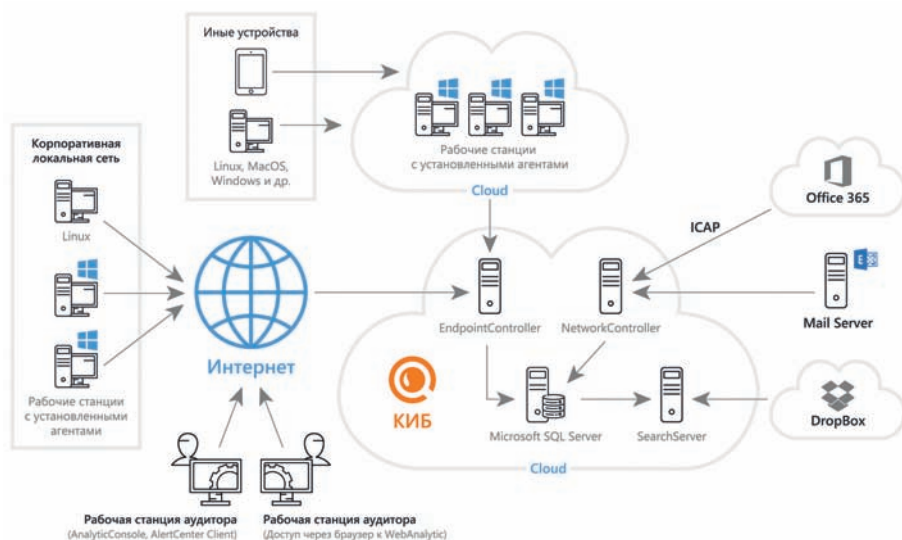 Иные устройства
Linux, MacOS,
Windows и др.
Рабочие станции
с установленными агентами
Cloud
Корпоративная
локальная сеть
Linux
Рабочие станции
с установленными
агентами
Интернет
Office 365
ICAP
E
Mail Server
EndpointController
NetworkController
КИБ
Microsoft SQL Server
SearchServer
DropBox
Cloud
Рабочая станция аудитора
(AnalyticConsole, AlertCenter Client)
Рабочая станция аудитора
(Доступ через браузер к WebAnalytic)